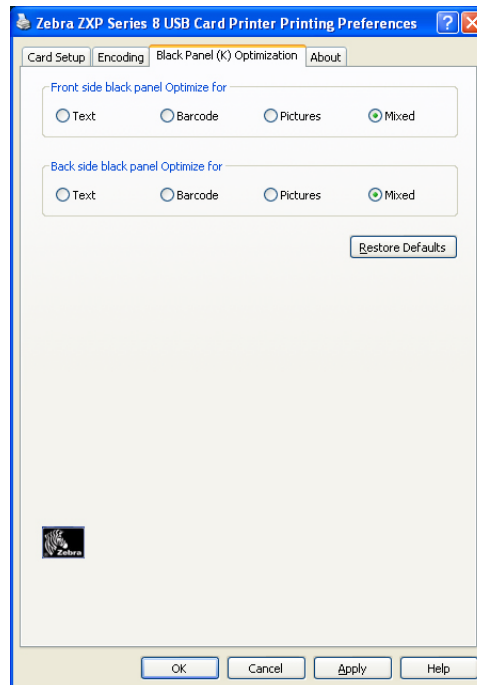 Zebra ZXP Series 8 USB Card Printer Printing Preferences
Card Setup Encoding Black Panel (K) Optimization About
Front side black panel Optimize for
Text Barcode Pictures Mixed
Back side black panel Optimize for
Text Barcode Pictures Mixed
Restore Defaults
Zebra
OK Cancel Apply Help